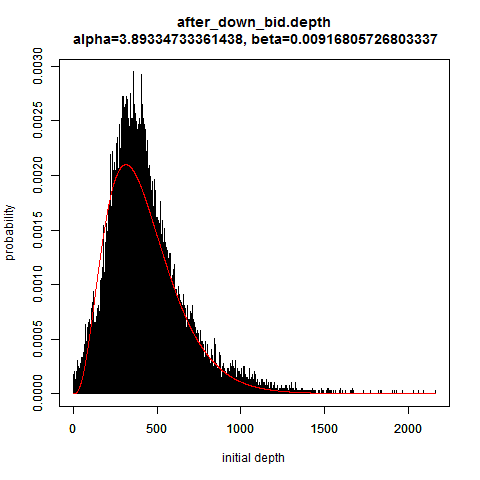 after_down_bid.depth
alpha=3.89334733361438, beta=0.00916805726803337
probability
0.0030
0.0025
0.0020
0.0015
0.0010
0.0005
0.0000
0 500 1000 1500 2000
initial depth